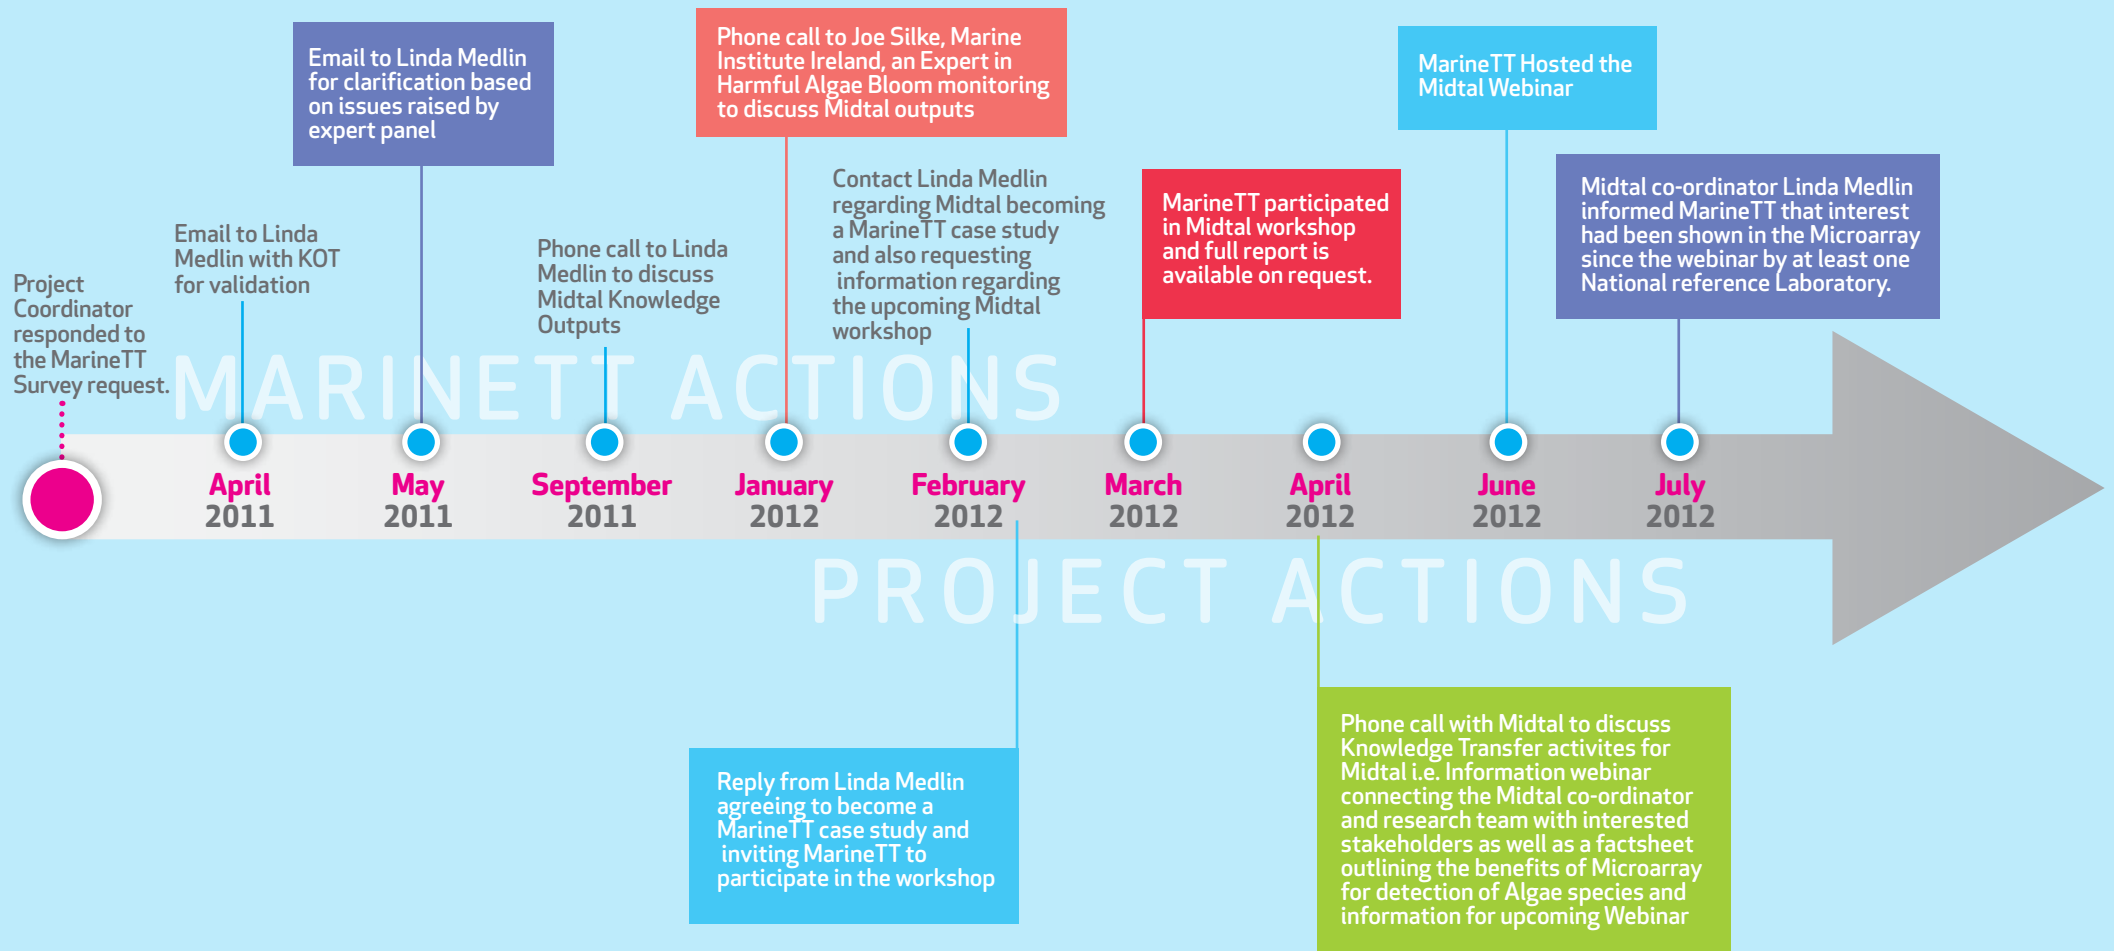 Project
Coordinator
responded to
the MarineTT
Survey request.
Email to Linda
Medlin with KOT
for validation
Email to Linda Medlin
for clarification based
on issues raised by
expert panel
Phone call to Linda
Medlin to discuss
Midtal Knowledge
Outputs
Phone call to Joe Silke, Marine
Institute Ireland, an Expert in
Harmful Algae Bloom monitoring
to discuss Midtal outputs
Contact Linda Medlin
regarding Midtal becoming
a MarineTT case study
and also requesting
information regarding
the upcoming Midtal
workshop
MarineTT participated
in Midtal workshop
and full report is
available on request.
MarineTT Hosted the
Midtal Webinar
Midtal co-ordinator Linda Medlin
informed MarineTT that interest
had been shown in the Microarray
since the webinar by at least one
National reference Laboratory.
MARINETT ACTIONS
April
2011
May
2011
September
2011
January
2012
February
2012
March
2012
April
2012
June
2012
July
2012
PROJECT ACTIONS
Reply from Linda Medlin
agreeing to become a
MarineTT case study and
inviting MarineTT to
participate in the workshop
Phone call with Midtal to discuss
Knowledge Transfer activites for
Midtal i.e. Information webinar
connecting the Midtal co-ordinator
and research team with interested
stakeholders as well as a factsheet
outlining the benefits of Microarray
for detection of Algae species and
information for upcoming Webinar